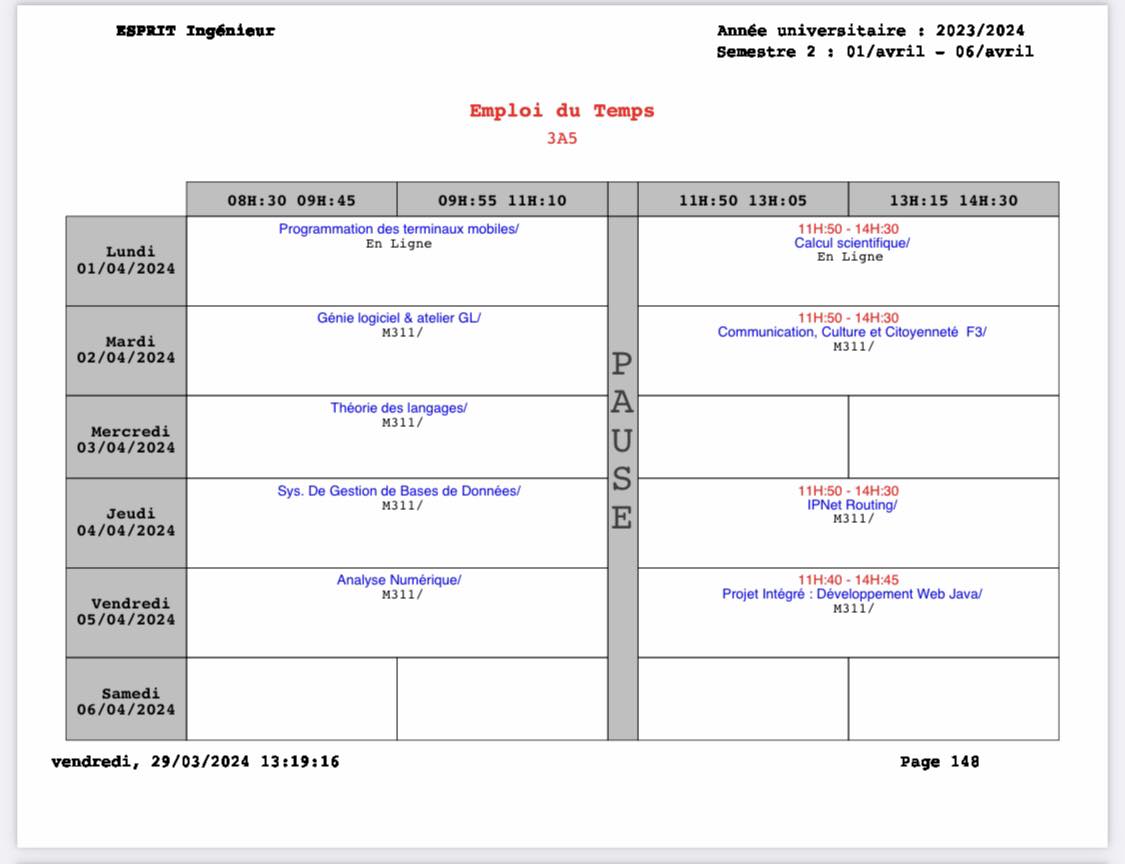 ESPRIT Ingénieur
Année universitaire : 2023/2024
Semestre 2 : 01/avril - 06/avril
Emploi du Temps
3A5
08H:30 09H:45
09H:55 11H:10
11H:50 13H:05
13H:15 14H:30
PAUSE
Lundi
01/04/2024
Programmation des terminaux mobiles/
En Ligne
11H:50 - 14H:30
Calcul scientifique/
En Ligne
Mardi
02/04/2024
Génie logiciel & atelier GL/
M311/
11H:50 - 14H:30
Communication, Culture et Citoyenneté F3/
M311/
Mercredi
03/04/2024
Théorie des langages/
M311/
Jeudi
04/04/2024
Sys. De Gestion de Bases de Données/
M311/
11H:50 - 14H:30
IPNet Routing/
M311/
Vendredi
05/04/2024
Analyse Numérique/
M311/
11H:40 - 14H:45
Projet Intégré : Développement Web Java/
M311/
Samedi
06/04/2024
vendredi, 29/03/2024 13:19:16
Page 148